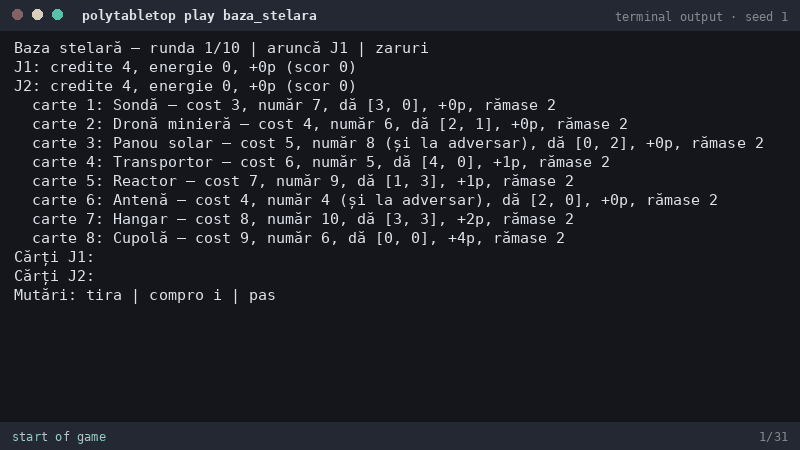 polytabletop play baza_stelara
terminal output · seed 1
Baza stelară — runda 1/10 | aruncă J1 | zaruri
J1: credite 4, energie 0, +0p (scor 0)
J2: credite 4, energie 0, +0p (scor 0)
carte 1: Sondă — cost 3, număr 7, dă [3, 0], +0p, rămase 2
carte 2: Dronă minieră — cost 4, număr 6, dă [2, 1], +0p, rămase 2
carte 3: Panou solar — cost 5, număr 8 (și la adversar), dă [0, 2], +0p, rămase 2
carte 4: Transportor — cost 6, număr 5, dă [4, 0], +1p, rămase 2
carte 5: Reactor — cost 7, număr 9, dă [1, 3], +1p, rămase 2
carte 6: Antenă — cost 4, număr 4 (și la adversar), dă [2, 0], +0p, rămase 2
carte 7: Hangar — cost 8, număr 10, dă [3, 3], +2p, rămase 2
carte 8: Cupolă — cost 9, număr 6, dă [0, 0], +4p, rămase 2
Cărți J1:
Cărți J2:
Mutări: tira | compro i | pas
start of game
1/31